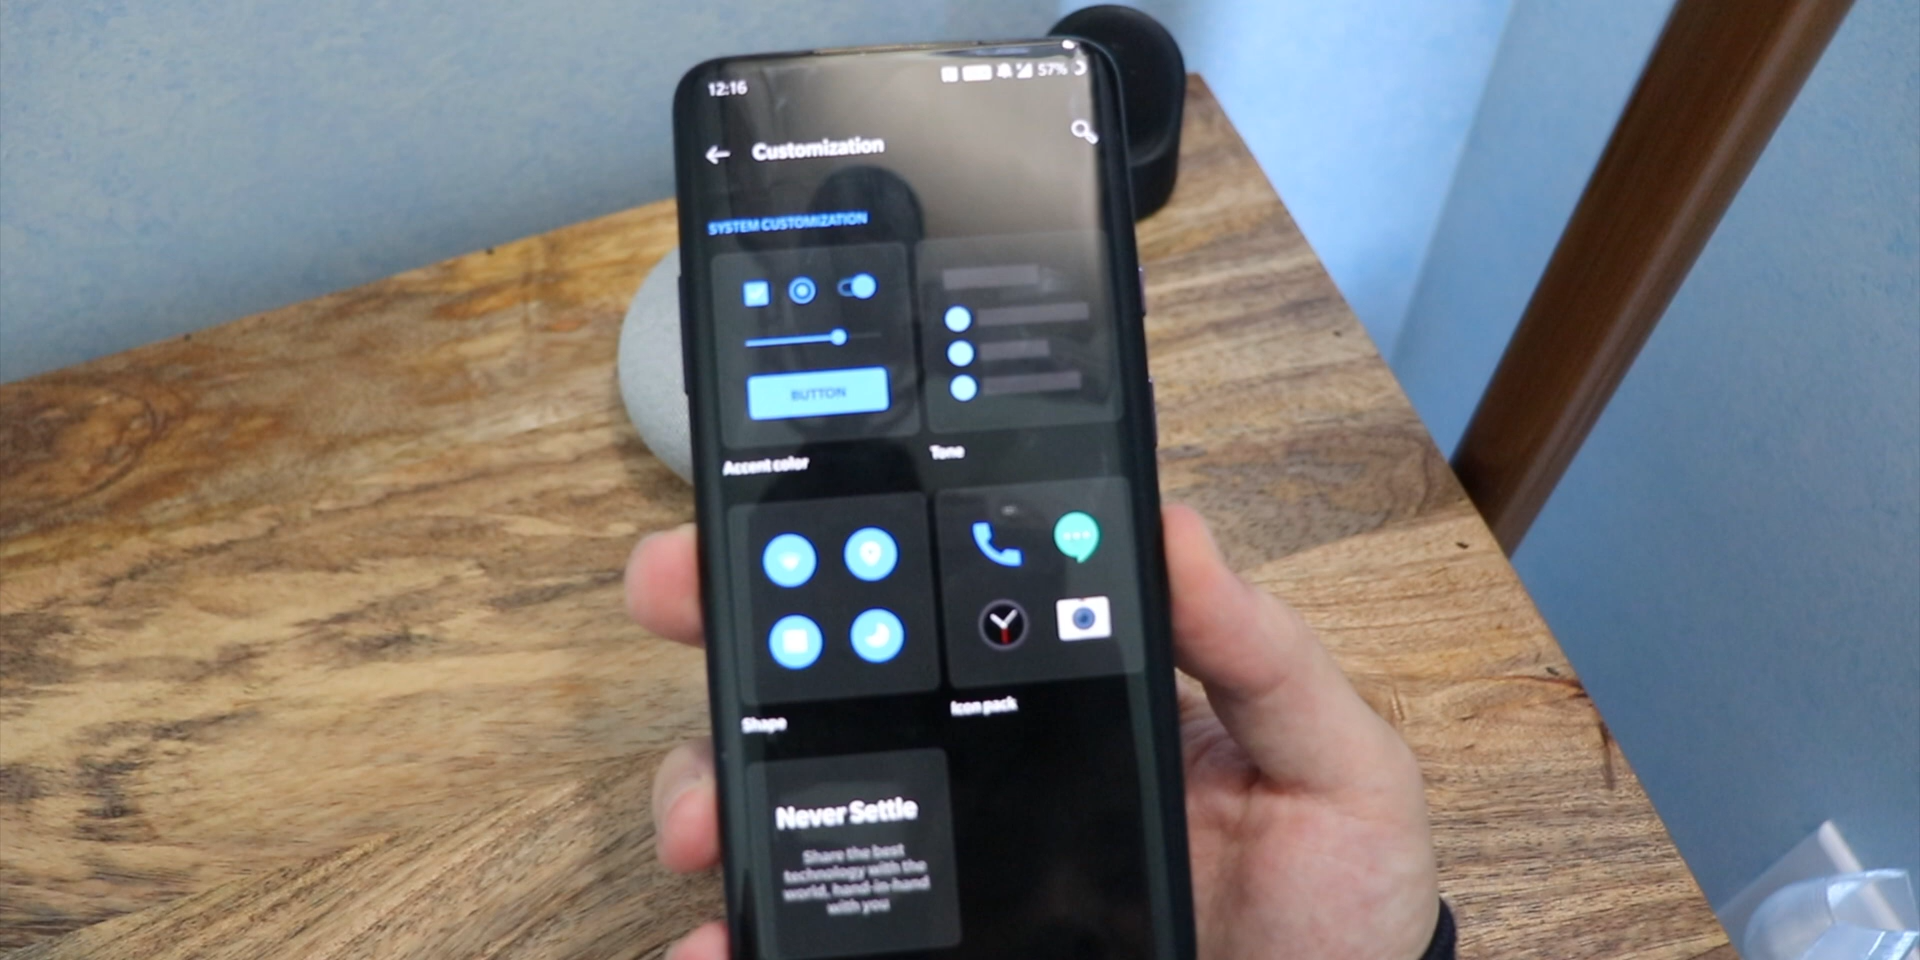 12:16
57%
Customization
SYSTEM CUSTOMIZATION
BUTTON
Accent color
Tone
Shape
Icon pack
Never Settle
Share the best
technology with the
world, hand-in-hand
with you